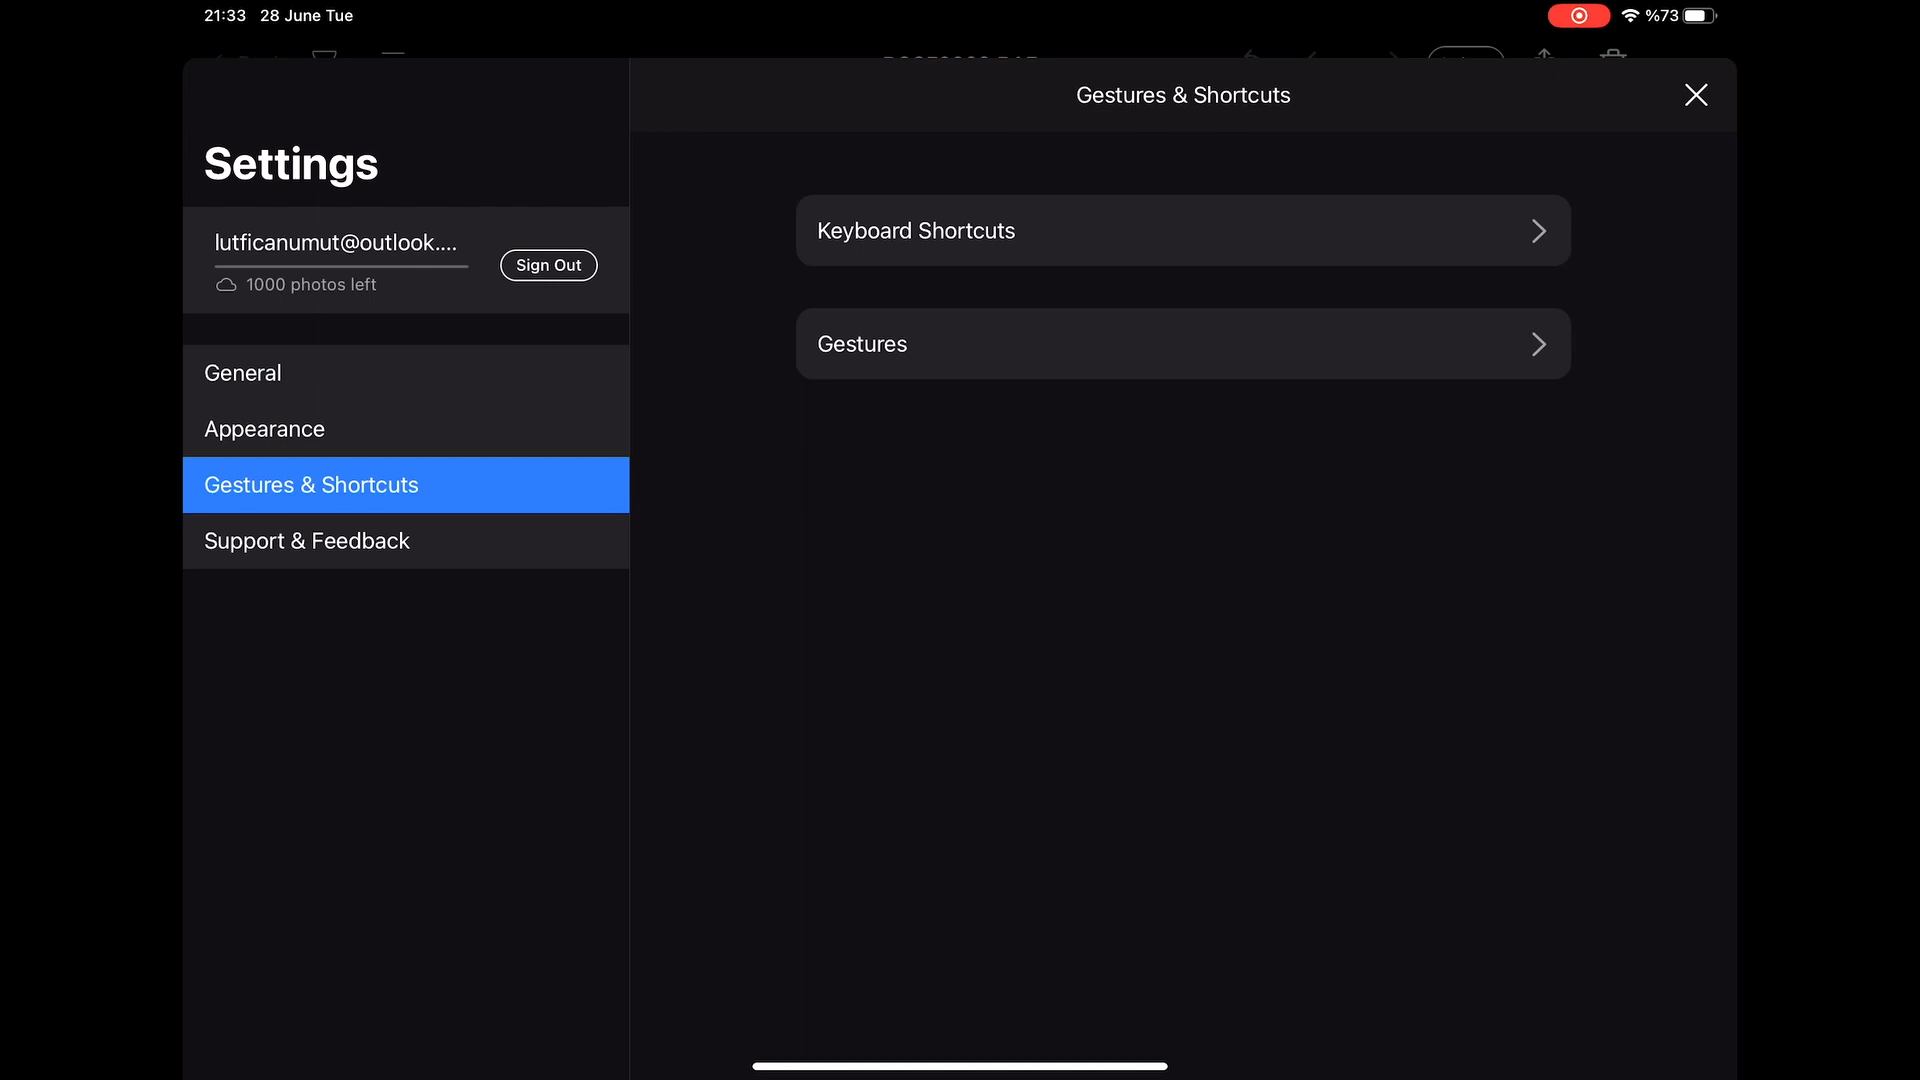 21:33 28 June Tue
%73
Gestures & Shortcuts
Settings
lutficanumut@outlook....
Sign Out
1000 photos left
Keyboard Shortcuts
Gestures
General
Appearance
Gestures & Shortcuts
Support & Feedback